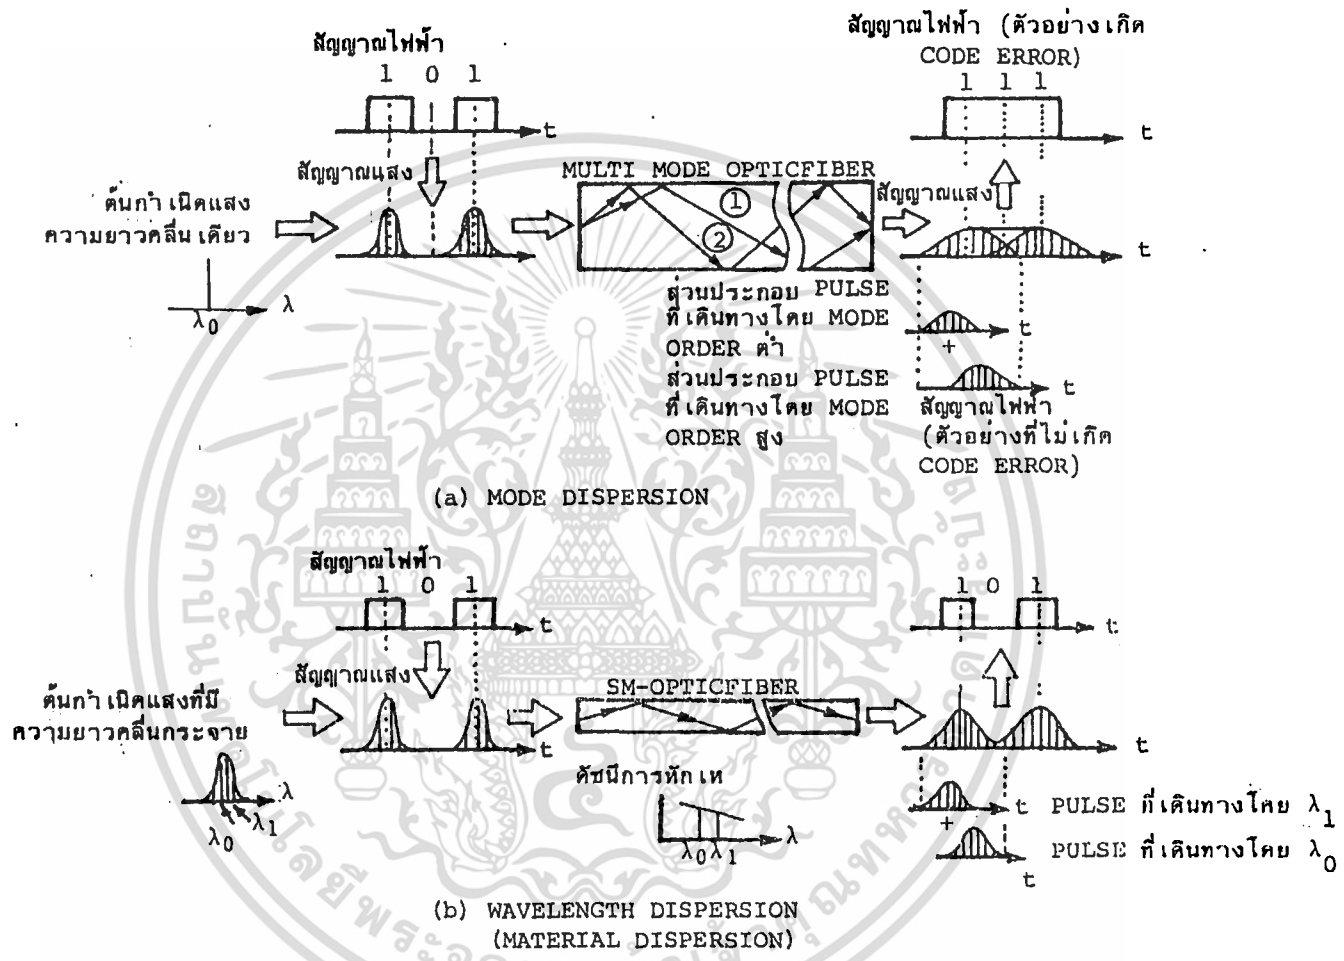 สัญญาณไฟฟ้า
1 0 1
t
สัญญาณแสง
ต้นกำเนิดแสง
ความยาวคลื่นเดียว
λ
λ0
t
MULTI MODE OPTICFIBER
①
②
ส่วนประกอบ PULSE
ที่เดินทางโดย MODE
ORDER ต่ำ
ส่วนประกอบ PULSE
ที่เดินทางโดย MODE
ORDER สูง
สัญญาณไฟฟ้า (ตัวอย่างเกิด
CODE ERROR)
1 1 1
t
สัญญาณแสง
t
t
+
t
สัญญาณไฟฟ้า
(ตัวอย่างที่ไม่เกิด
CODE ERROR)
(a) MODE DISPERSION
สัญญาณไฟฟ้า
1 0 1
t
สัญญาณแสง
ต้นกำเนิดแสงที่มี
ความยาวคลื่นกระจาย
λ
λ1
λ0
t
SM-OPTICFIBER
ดัชนีการหักเห
λ0 λ1
λ
1 0 1
t
t
t PULSE ที่เดินทางโดย λ1
+
PULSE ที่เดินทางโดย λ0
t
(b) WAVELENGTH DISPERSION
(MATERIAL DISPERSION)